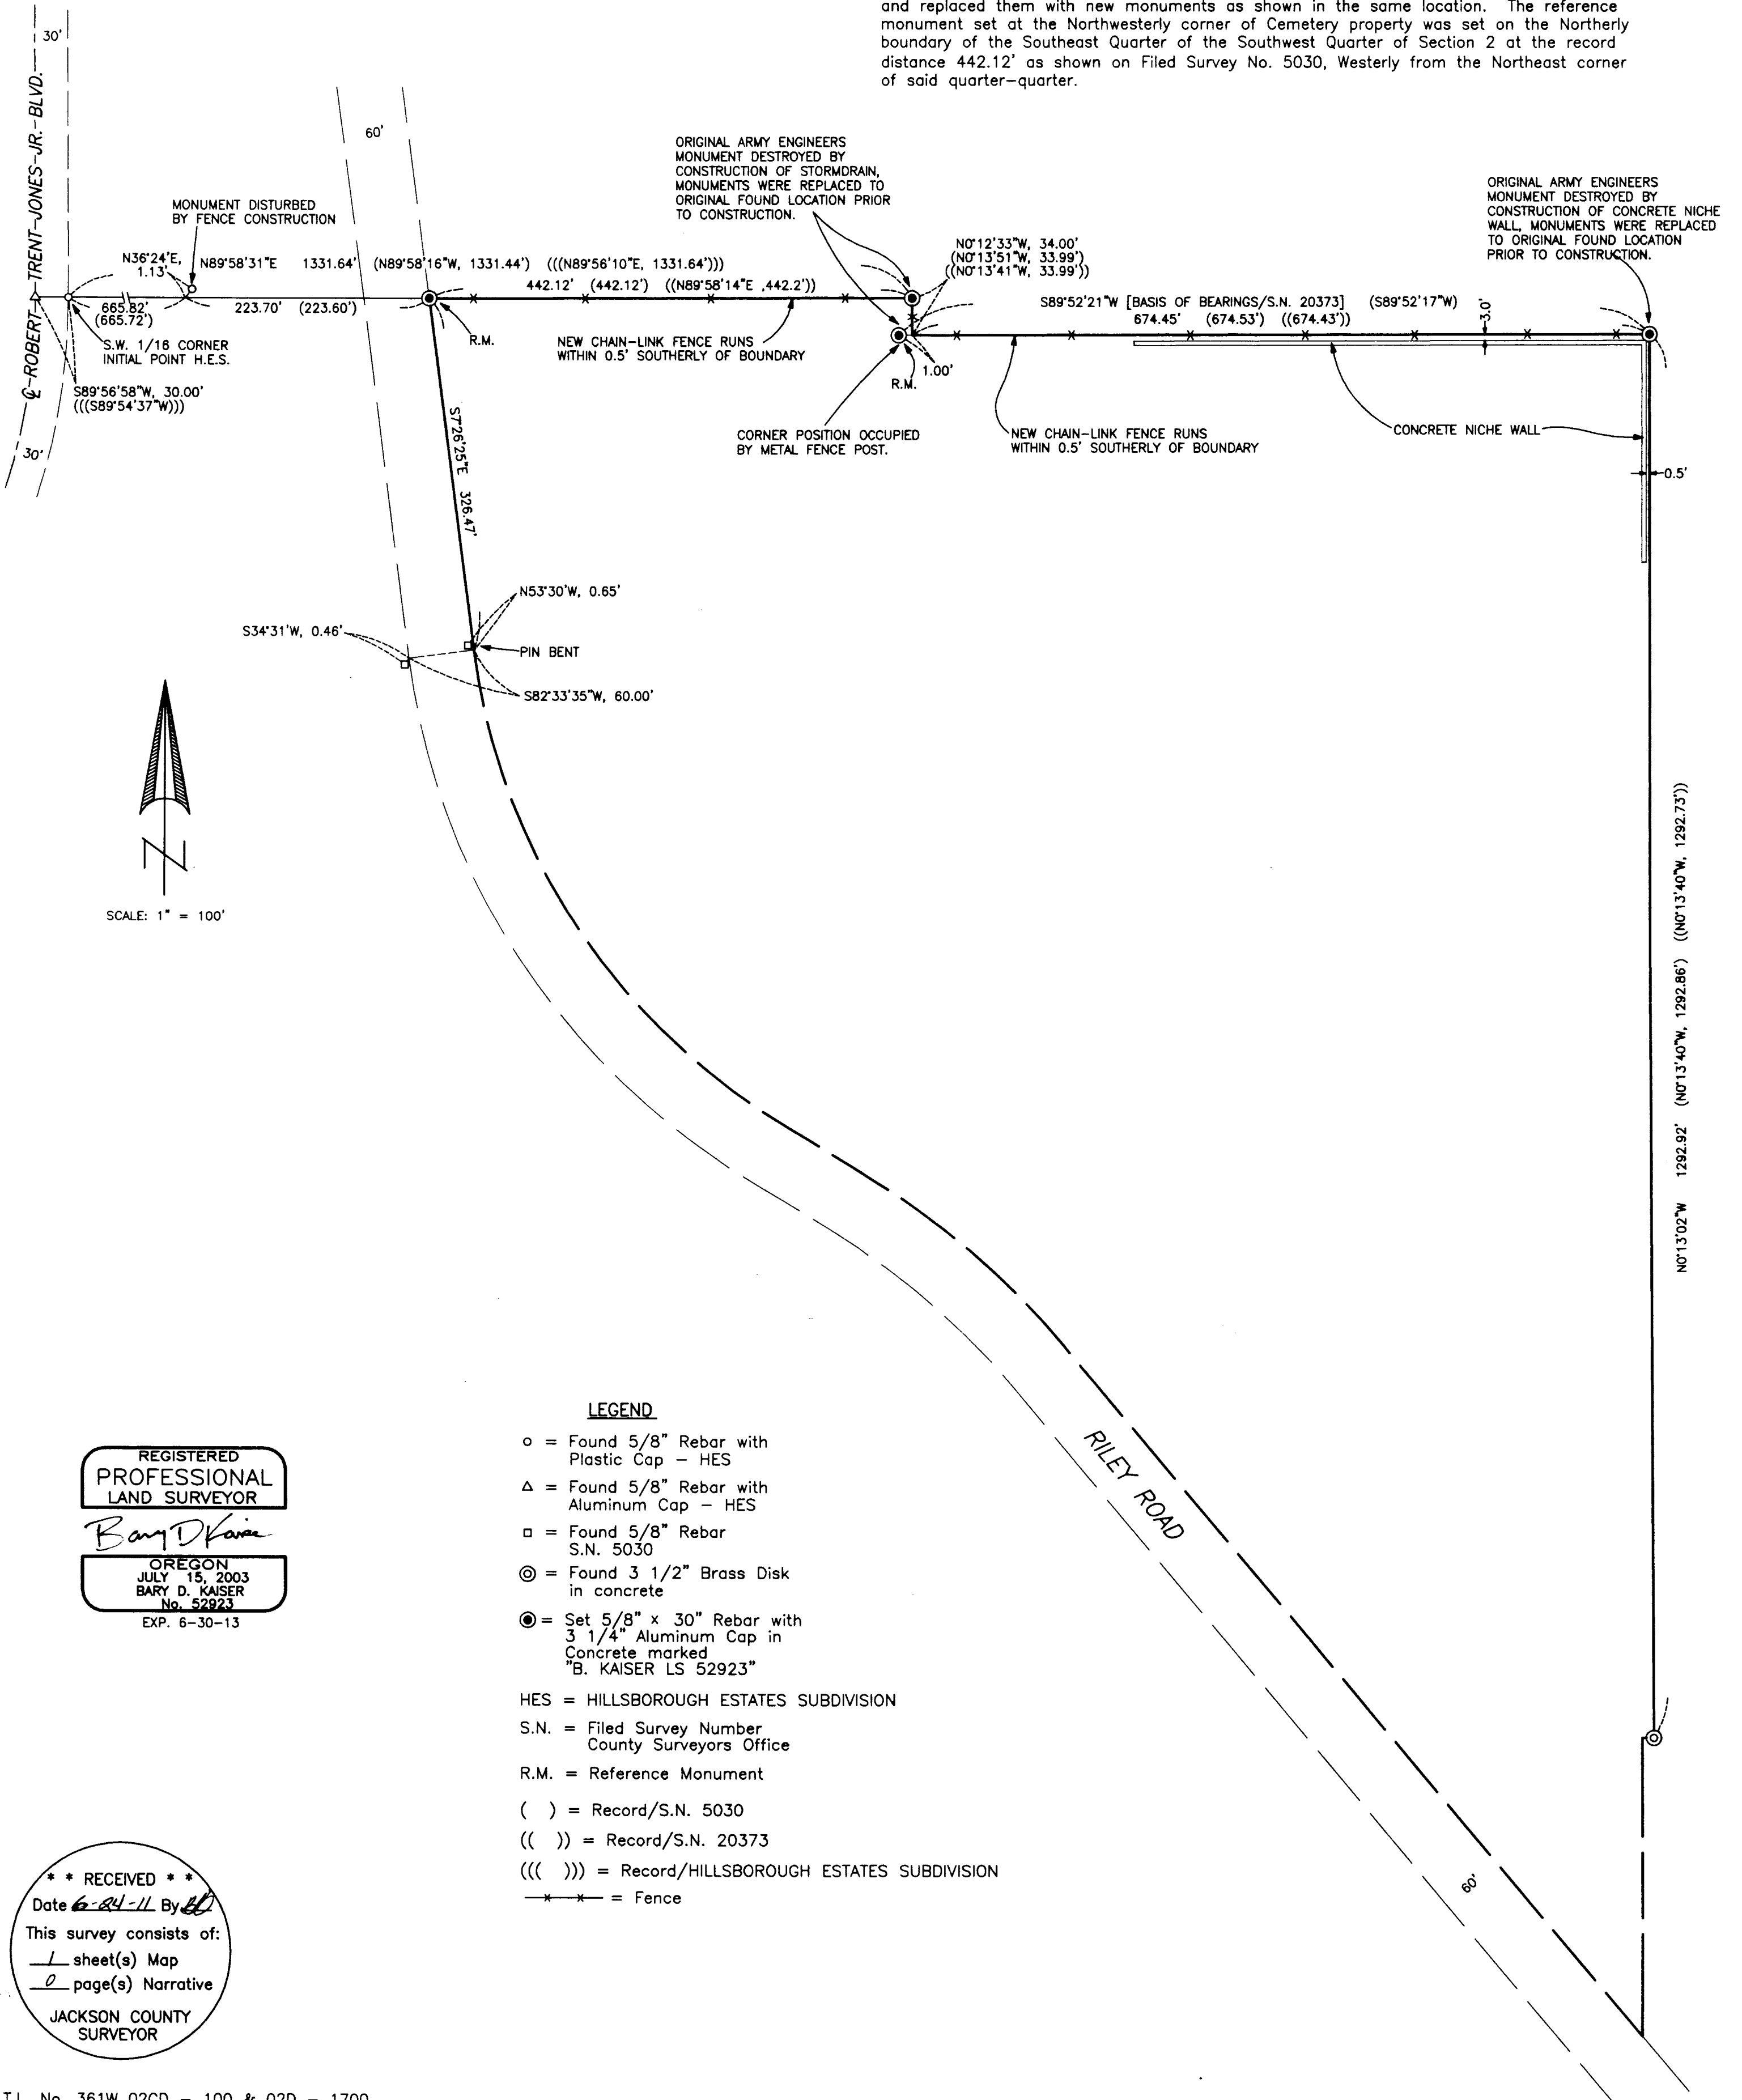 and replaced them with new monuments as shown in the same location. The reference
monument set at the Northwesterly corner of Cemetery property was set on the Northerly
boundary of the Southeast Quarter of the Southwest Quarter of Section 2 at the record
distance 442.12' as shown on Filed Survey No. 5030, Westerly from the Northeast corner
of said quarter-quarter.
30'
℄-ROBERT-TRENT-JONES-JR.-BLVD.
30'
60'
MONUMENT DISTURBED
BY FENCE CONSTRUCTION
ORIGINAL ARMY ENGINEERS
MONUMENT DESTROYED BY
CONSTRUCTION OF STORMDRAIN,
MONUMENTS WERE REPLACED TO
ORIGINAL FOUND LOCATION PRIOR
TO CONSTRUCTION.
ORIGINAL ARMY ENGINEERS
MONUMENT DESTROYED BY
CONSTRUCTION OF CONCRETE NICHE
WALL, MONUMENTS WERE REPLACED
TO ORIGINAL FOUND LOCATION
PRIOR TO CONSTRUCTION.
N36°24'E,
1.13'
N89°58'31"E 1331.64' (N89°58'16"W, 1331.44') (((N89°56'10"E, 1331.64')))
N0°12'33"W, 34.00'
(N0°13'51"W, 33.99')
((N0°13'41"W, 33.99'))
665.82'
(665.72')
223.70' (223.60')
442.12' (442.12') ((N89°58'14"E ,442.2'))
S89°52'21"W [BASIS OF BEARINGS/S.N. 20373] (S89°52'17"W)
674.45' (674.53') ((674.43'))
3.0'
S.W. 1/16 CORNER
INITIAL POINT H.E.S.
R.M.
NEW CHAIN-LINK FENCE RUNS
WITHIN 0.5' SOUTHERLY OF BOUNDARY
1.00'
R.M.
S89°56'58"W, 30.00'
(((S89°54'37"W)))
CORNER POSITION OCCUPIED
BY METAL FENCE POST.
NEW CHAIN-LINK FENCE RUNS
WITHIN 0.5' SOUTHERLY OF BOUNDARY
CONCRETE NICHE WALL
0.5'
S7°26'25"E 326.47'
N53°30'W, 0.65'
S34°31'W, 0.46'
PIN BENT
S82°33'35"W, 60.00'
N
SCALE: 1" = 100'
N0°13'02"W 1292.92' (N0°13'40"W, 1292.86') ((N0°13'40"W, 1292.73'))
RILEY ROAD
60'
LEGEND
= Found 5/8" Rebar with
Plastic Cap - HES
= Found 5/8" Rebar with
Aluminum Cap - HES
= Found 5/8" Rebar
S.N. 5030
= Found 3 1/2" Brass Disk
in concrete
= Set 5/8" x 30" Rebar with
3 1/4" Aluminum Cap in
Concrete marked
"B. KAISER LS 52923"
HES = HILLSBOROUGH ESTATES SUBDIVISION
S.N. = Filed Survey Number
County Surveyors Office
R.M. = Reference Monument
( ) = Record/S.N. 5030
(( )) = Record/S.N. 20373
((( ))) = Record/HILLSBOROUGH ESTATES SUBDIVISION
= Fence
REGISTERED
PROFESSIONAL
LAND SURVEYOR
Bary D Kaiser
OREGON
JULY 15, 2003
BARY D. KAISER
No. 52923
EXP. 6-30-13
* * RECEIVED * *
Date 6-24-11 By
This survey consists of:
1 sheet(s) Map
0 page(s) Narrative
JACKSON COUNTY
SURVEYOR
T.L. No. 361W 02CD - 100 & 02D - 1700